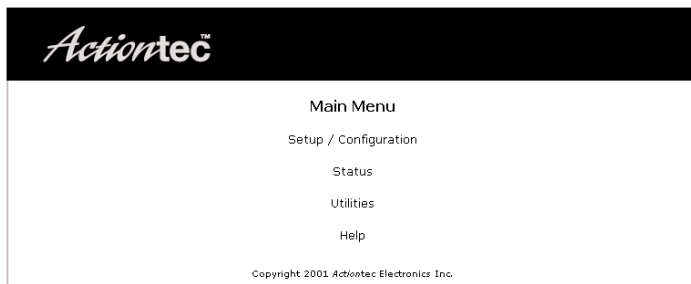 Actiontec™
Main Menu
Setup / Configuration
Status
Utilities
Help
Copyright 2001 Actiontec Electronics Inc.